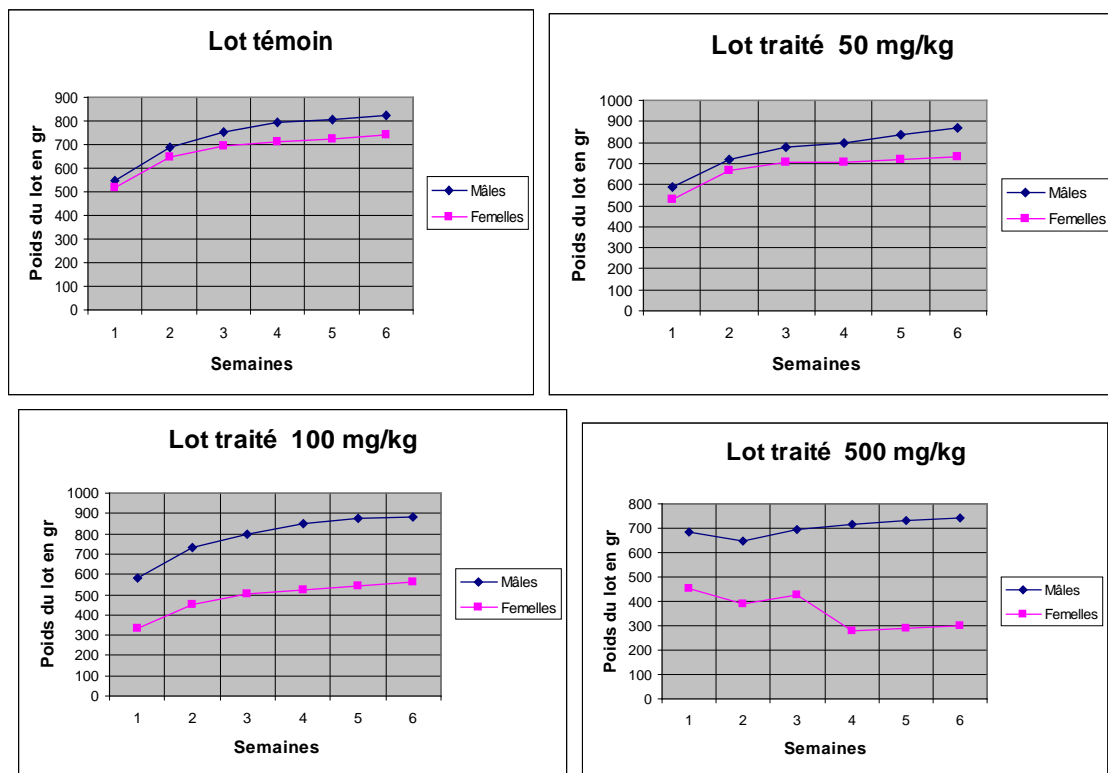 Lot témoin
Poids du lot en gr
900
800
700
600
500
400
300
200
100
0
1 2 3 4 5 6
Semaines
Mâles
Femelles
Lot traité 50 mg/kg
Poids du lot en gr
1000
900
800
700
600
500
400
300
200
100
0
1 2 3 4 5 6
Semaines
Mâles
Femelles
Lot traité 100 mg/kg
Poids du lot en gr
1000
900
800
700
600
500
400
300
200
100
0
1 2 3 4 5 6
Semaines
Mâles
Femelles
Lot traité 500 mg/kg
Poids du lot en gr
800
700
600
500
400
300
200
100
0
1 2 3 4 5 6
Semaines
Mâles
Femelles